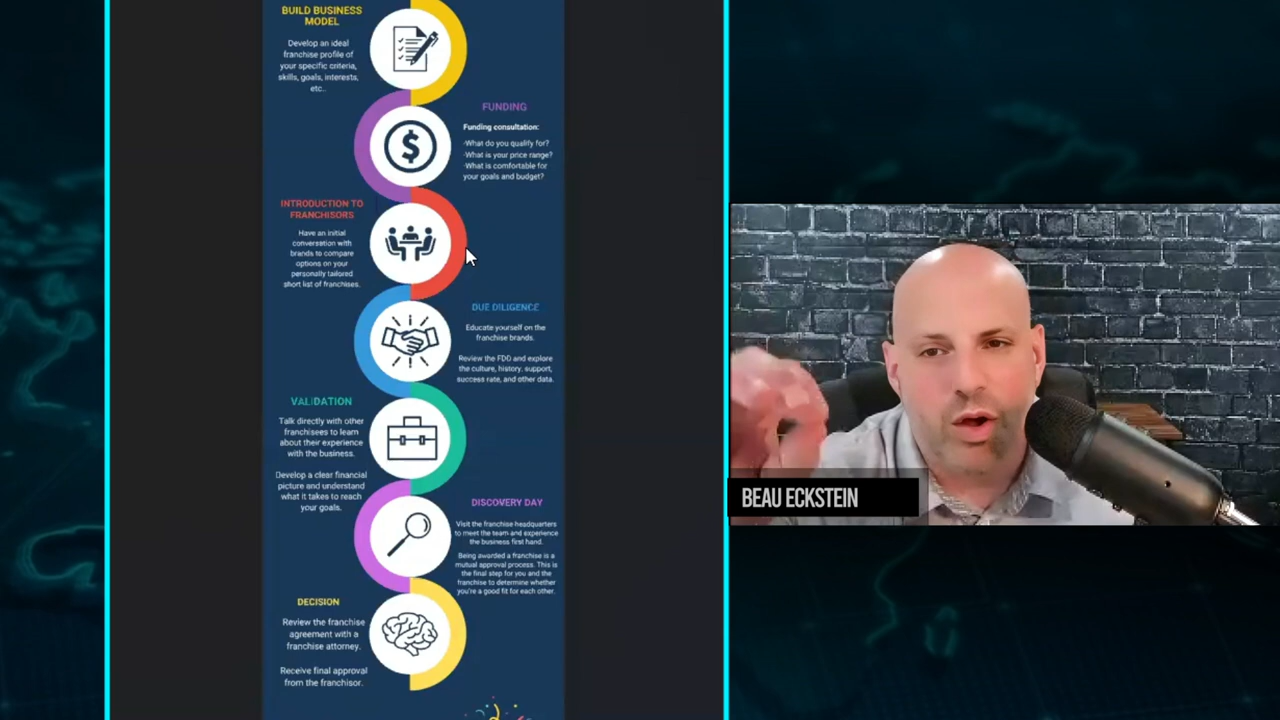 BUILD BUSINESS
MODEL
Develop an ideal
franchise profile of
your specific criteria,
skills, goals, interests,
etc..
FUNDING
Funding consultation:
-What do you qualify for?
-What is your price range?
-What is comfortable for
your goals and budget?
INTRODUCTION TO
FRANCHISORS
Have an initial
conversation with
brands to compare
options on your
personally tailored
short list of franchises.
DUE DILIGENCE
Educate yourself on the
franchise brands.
Review the FDD and explore
the culture, history, support,
success rate, and other data.
VALIDATION
Talk directly with other
franchisees to learn
about their experience
with the business.
Develop a clear financial
picture and understand
what it takes to reach
your goals.
DISCOVERY DAY
Visit the franchise headquarters
to meet the team and experience
the business first hand.
Being awarded a franchise is a
mutual approval process. This is
the final step for you and the
franchise to determine whether
you're a good fit for each other.
DECISION
Review the franchise
agreement with a
franchise attorney.
Receive final approval
from the franchisor.
BEAU ECKSTEIN